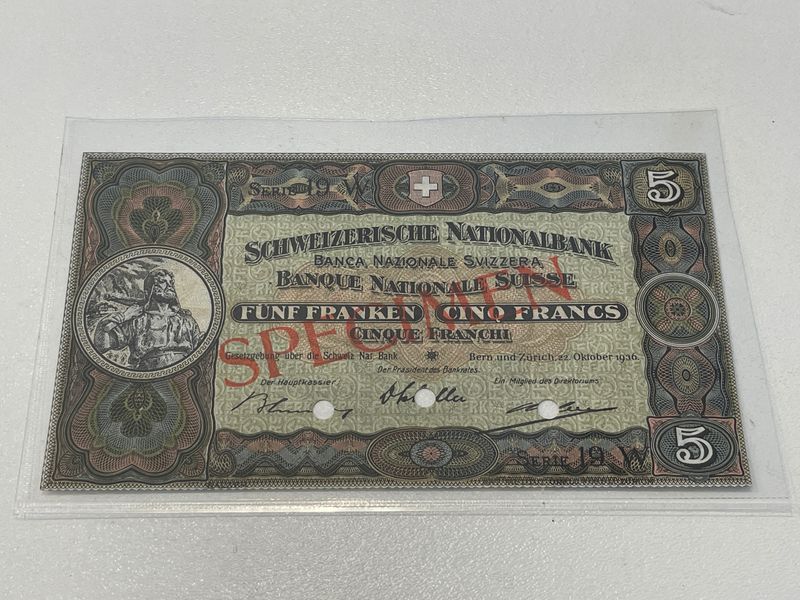 SERIE 19 W
5
SCHWEIZERISCHE NATIONALBANK
BANCA NAZIONALE SVIZZERA
BANQUE NATIONALE SUISSE
FÜNF FRANKEN CINQ FRANCS
CINQUE FRANCHI
SPECIMEN
Gesetzgebung über die Schweiz. Nat. Bank
Bern und Zürich, 22. Oktober 1936.
Der Hauptkassier:
Der Präsident des Bankrates.
Ein Mitglied des Direktoriums.
SERIE 19 W
5